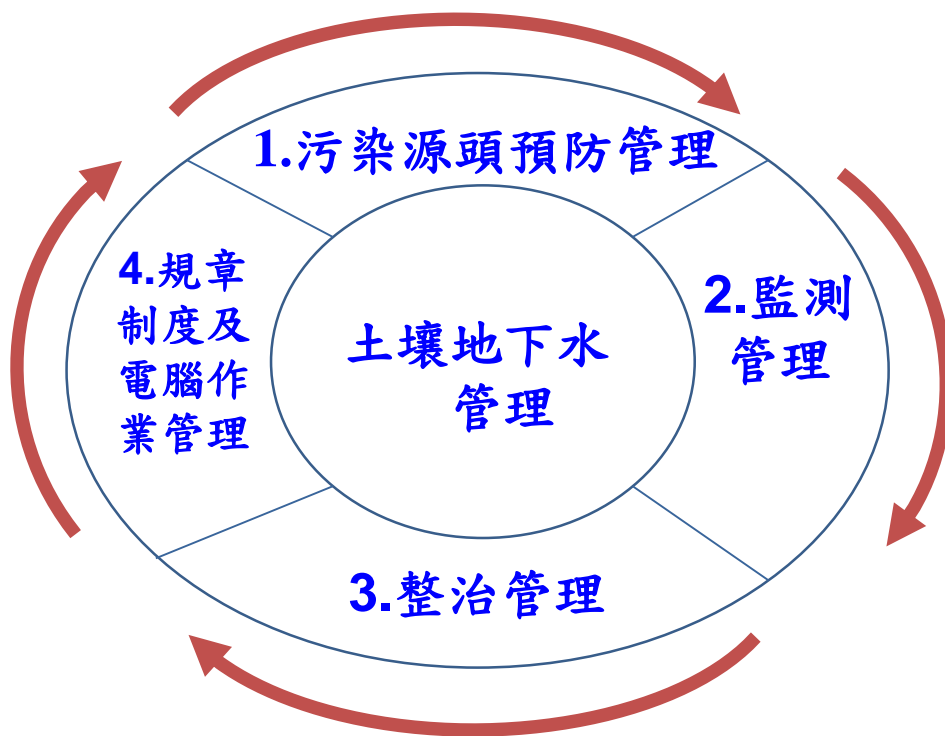 1.污染源頭預防管理
2.監測
管理
3.整治管理
4.規章
制度及
電腦作
業管理
土壤地下水
管理